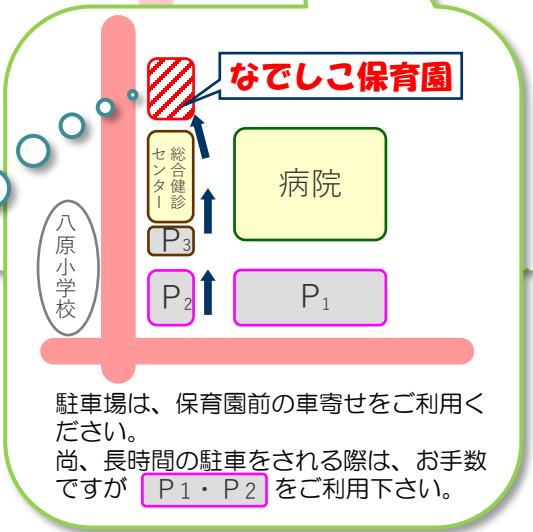 なでしこ保育園
総合健診
センター
病院
八原小学校
P3
P2
P1
駐車場は、保育園前の車寄せをご利用く
ださい。
尚、長時間の駐車をされる際は、お手数
ですが P1・P2 をご利用下さい。